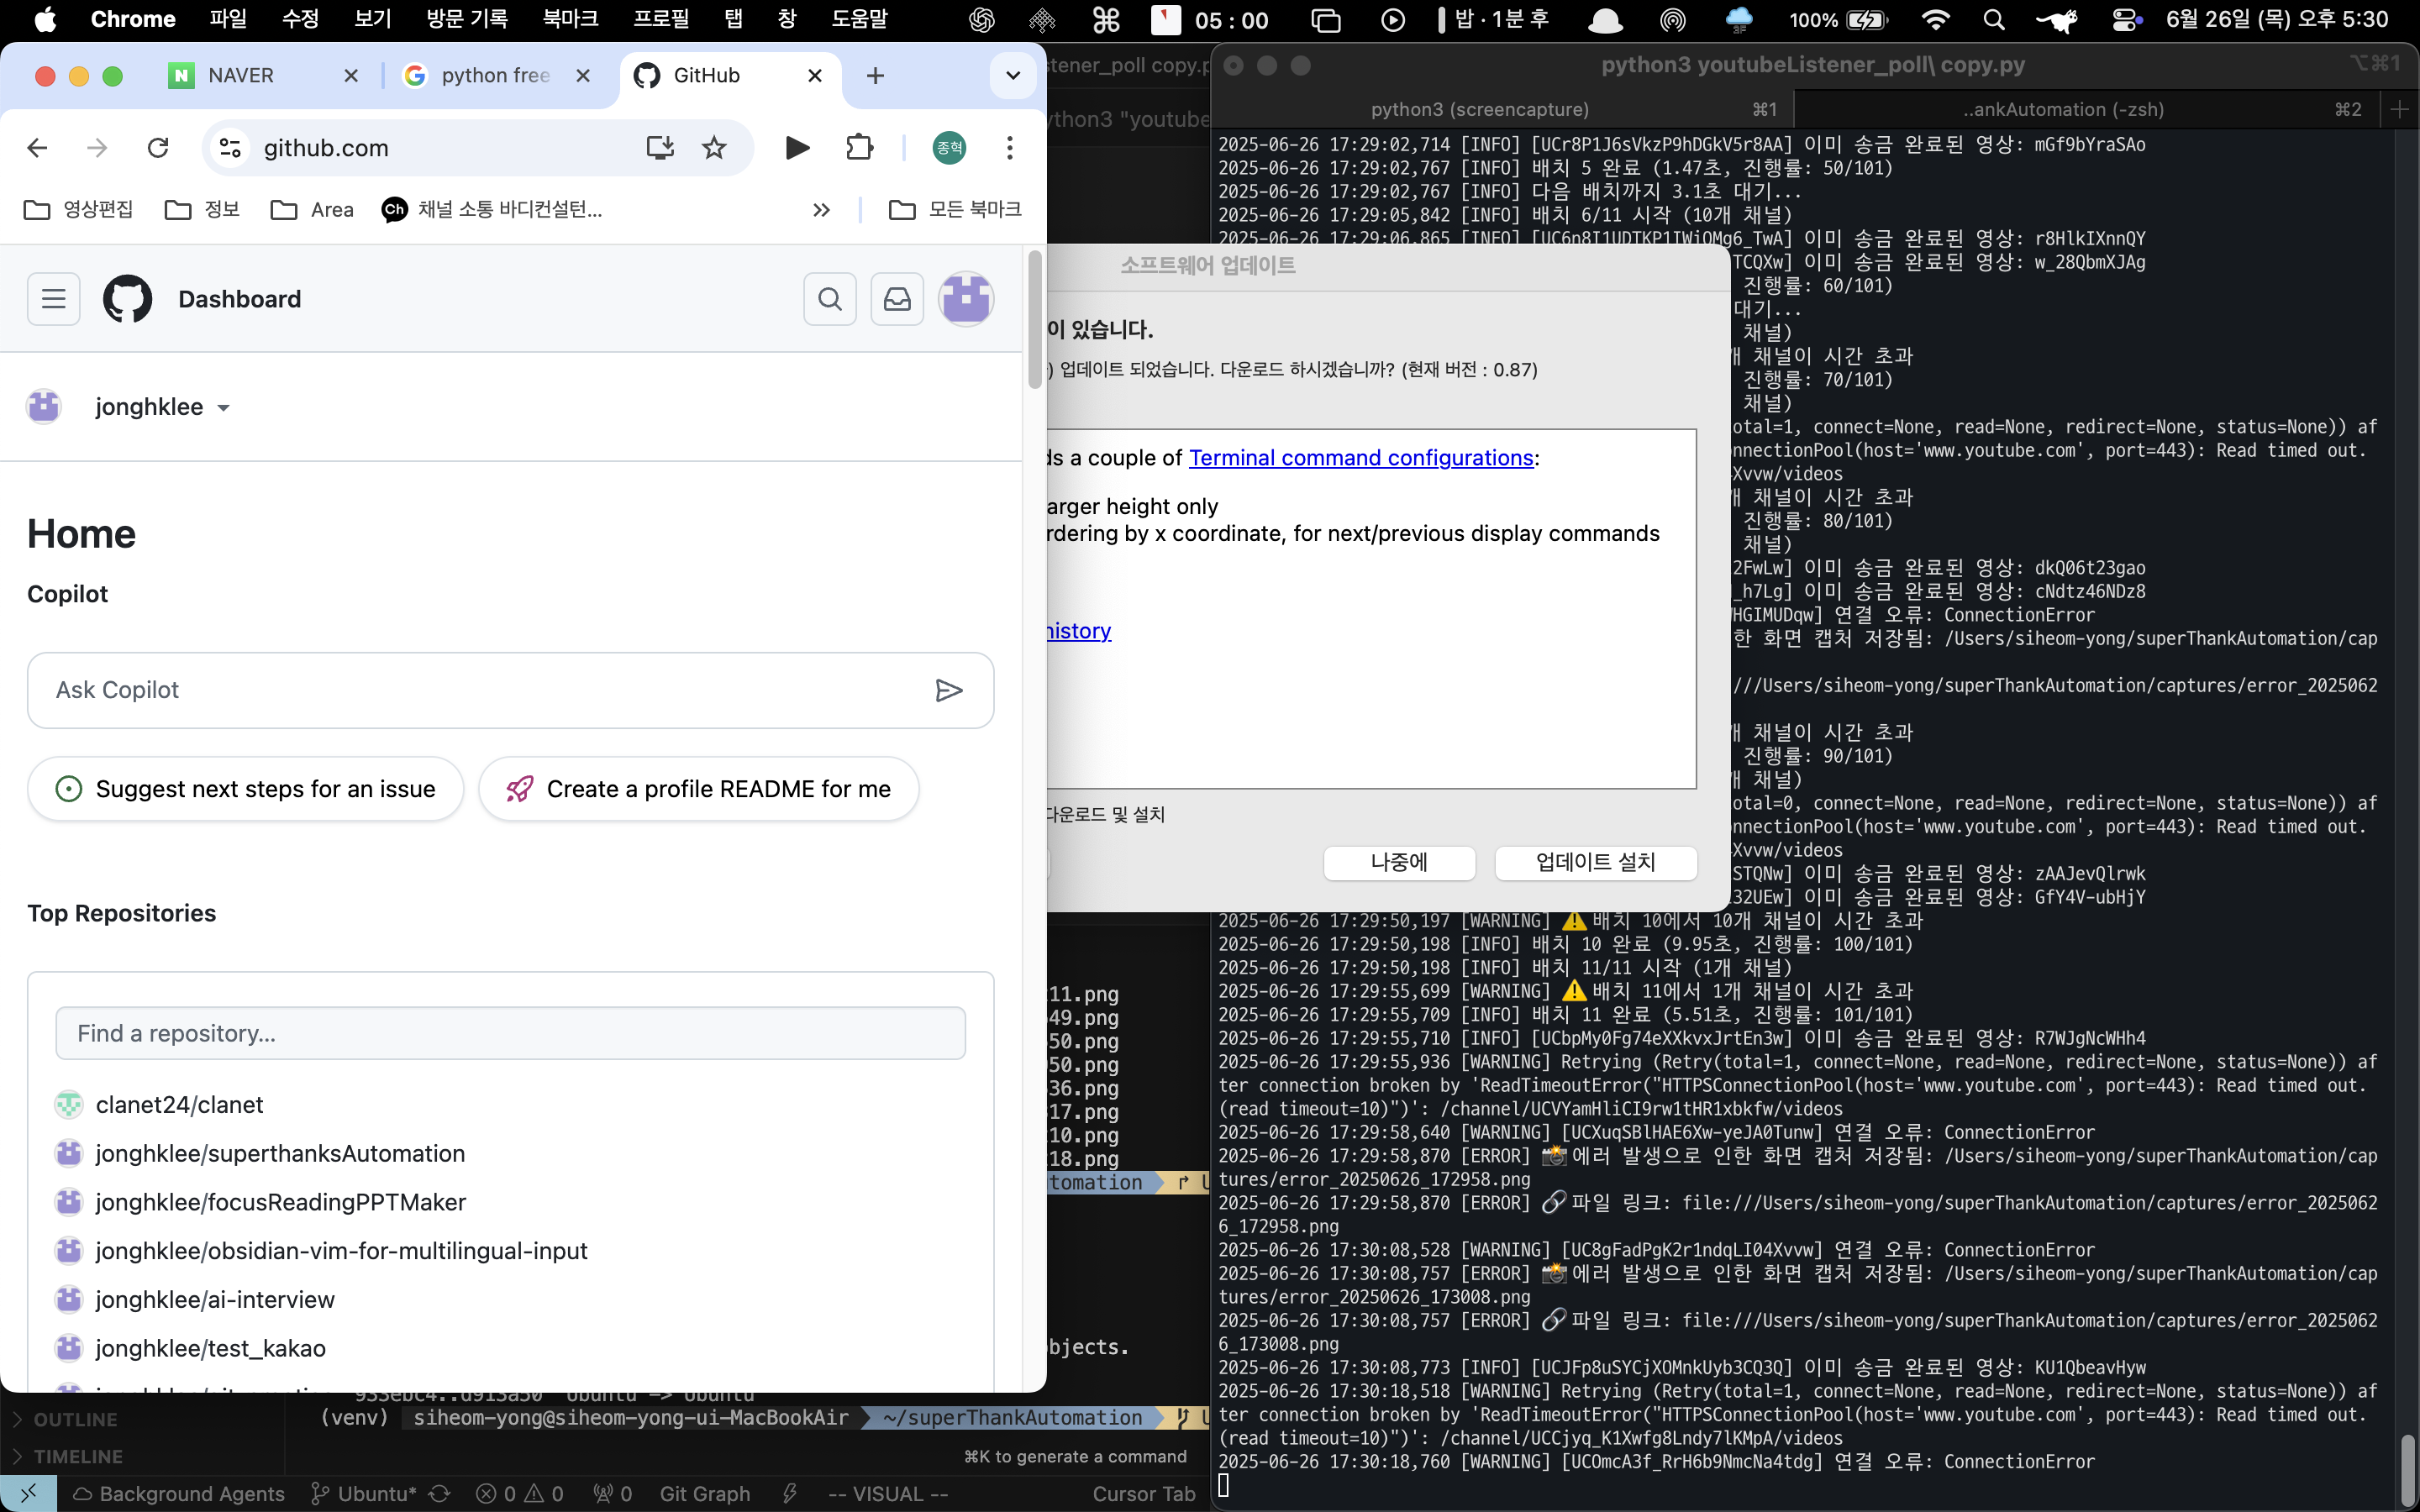 Chrome 파일 수정 보기 방문 기록 북마크 프로필 탭 창 도움말 05 : 00 밥 · 1분 후 100% 6월 26일 (목) 오후 5:30
NAVER
python free
GitHub
github.com
종혁
영상편집
정보
Area
Ch 채널 소통 바디컨설턴...
모든 북마크
Dashboard
jonghklee
Home
Copilot
Ask Copilot
Suggest next steps for an issue
Create a profile README for me
Top Repositories
Find a repository...
clanet24/clanet
jonghklee/superthanksAutomation
jonghklee/focusReadingPPTMaker
jonghklee/obsidian-vim-for-multilingual-input
jonghklee/ai-interview
jonghklee/test_kakao
stener_poll copy.p
ython3 "youtube
소프트웨어 업데이트
이 있습니다.
) 업데이트 되었습니다. 다운로드 하시겠습니까? (현재 버전 : 0.87)
ds a couple of Terminal command configurations:
arger height only
rdering by x coordinate, for next/previous display commands
history
다운로드 및 설치
나중에
업데이트 설치
11.png
49.png
50.png
950.png
36.png
17.png
10.png
18.png
tomation
bjects.
933ebc4..d913a50 Ubuntu -> Ubuntu
(venv) siheom-yong@siheom-yong-ui-MacBookAir ~/superThankAutomation
⌘K to generate a command
OUTLINE
TIMELINE
Background Agents Ubuntu* 0 0 0 Git Graph -- VISUAL -- Cursor Tab
python3 youtubeListener_poll\ copy.py ⌥⌘1
python3 (screencapture) ⌘1
..ankAutomation (-zsh) ⌘2
2025-06-26 17:29:02,714 [INFO] [UCr8P1J6sVkzP9hDGkV5r8AA] 이미 송금 완료된 영상: mGf9bYraSAo
2025-06-26 17:29:02,767 [INFO] 배치 5 완료 (1.47초, 진행률: 50/101)
2025-06-26 17:29:02,767 [INFO] 다음 배치까지 3.1초 대기...
2025-06-26 17:29:05,842 [INFO] 배치 6/11 시작 (10개 채널)
2025-06-26 17:29:06,865 [INFO] [UC6n8I1UDTKP1IWiQMg6_TwA] 이미 송금 완료된 영상: r8HlkIXnnQY
TCQXw] 이미 송금 완료된 영상: w_28QbmXJAg
진행률: 60/101)
대기...
채널)
개 채널이 시간 초과
진행률: 70/101)
채널)
otal=1, connect=None, read=None, redirect=None, status=None)) af
nnectionPool(host='www.youtube.com', port=443): Read timed out.
Xvvw/videos
개 채널이 시간 초과
진행률: 80/101)
채널)
2FwLw] 이미 송금 완료된 영상: dkQ06t23gao
_h7Lg] 이미 송금 완료된 영상: cNdtz46NDz8
HGIMUDqw] 연결 오류: ConnectionError
한 화면 캡처 저장됨: /Users/siheom-yong/superThankAutomation/cap
///Users/siheom-yong/superThankAutomation/captures/error_2025062
개 채널이 시간 초과
진행률: 90/101)
개 채널)
otal=0, connect=None, read=None, redirect=None, status=None)) af
nnectionPool(host='www.youtube.com', port=443): Read timed out.
Xvvw/videos
STQNw] 이미 송금 완료된 영상: zAAJevQlrwk
32UEw] 이미 송금 완료된 영상: GfY4V-ubHjY
2025-06-26 17:29:50,197 [WARNING] ⚠️ 배치 10에서 10개 채널이 시간 초과
2025-06-26 17:29:50,198 [INFO] 배치 10 완료 (9.95초, 진행률: 100/101)
2025-06-26 17:29:50,198 [INFO] 배치 11/11 시작 (1개 채널)
2025-06-26 17:29:55,699 [WARNING] ⚠️ 배치 11에서 1개 채널이 시간 초과
2025-06-26 17:29:55,709 [INFO] 배치 11 완료 (5.51초, 진행률: 101/101)
2025-06-26 17:29:55,710 [INFO] [UCbpMy0Fg74eXXkvxJrtEn3w] 이미 송금 완료된 영상: R7WJgNcWHh4
2025-06-26 17:29:55,936 [WARNING] Retrying (Retry(total=1, connect=None, read=None, redirect=None, status=None)) af
ter connection broken by 'ReadTimeoutError("HTTPSConnectionPool(host='www.youtube.com', port=443): Read timed out.
(read timeout=10)")': /channel/UCVYamHliCI9rw1tHR1xbkfw/videos
2025-06-26 17:29:58,640 [WARNING] [UCXuqSBlHAE6Xw-yeJA0Tunw] 연결 오류: ConnectionError
2025-06-26 17:29:58,870 [ERROR] 📸 에러 발생으로 인한 화면 캡처 저장됨: /Users/siheom-yong/superThankAutomation/cap
tures/error_20250626_172958.png
2025-06-26 17:29:58,870 [ERROR] 🔗 파일 링크: file:///Users/siheom-yong/superThankAutomation/captures/error_2025062
6_172958.png
2025-06-26 17:30:08,528 [WARNING] [UC8gFadPgK2r1ndqLI04Xvvw] 연결 오류: ConnectionError
2025-06-26 17:30:08,757 [ERROR] 📸 에러 발생으로 인한 화면 캡처 저장됨: /Users/siheom-yong/superThankAutomation/cap
tures/error_20250626_173008.png
2025-06-26 17:30:08,757 [ERROR] 🔗 파일 링크: file:///Users/siheom-yong/superThankAutomation/captures/error_2025062
6_173008.png
2025-06-26 17:30:08,773 [INFO] [UCJFp8uSYCjXOMnkUyb3CQ3Q] 이미 송금 완료된 영상: KU1QbeavHyw
2025-06-26 17:30:18,518 [WARNING] Retrying (Retry(total=1, connect=None, read=None, redirect=None, status=None)) af
ter connection broken by 'ReadTimeoutError("HTTPSConnectionPool(host='www.youtube.com', port=443): Read timed out.
(read timeout=10)")': /channel/UCCjyq_K1Xwfg8Lndy7lKMpA/videos
2025-06-26 17:30:18,760 [WARNING] [UCOmcA3f_RrH6b9NmcNa4tdg] 연결 오류: ConnectionError